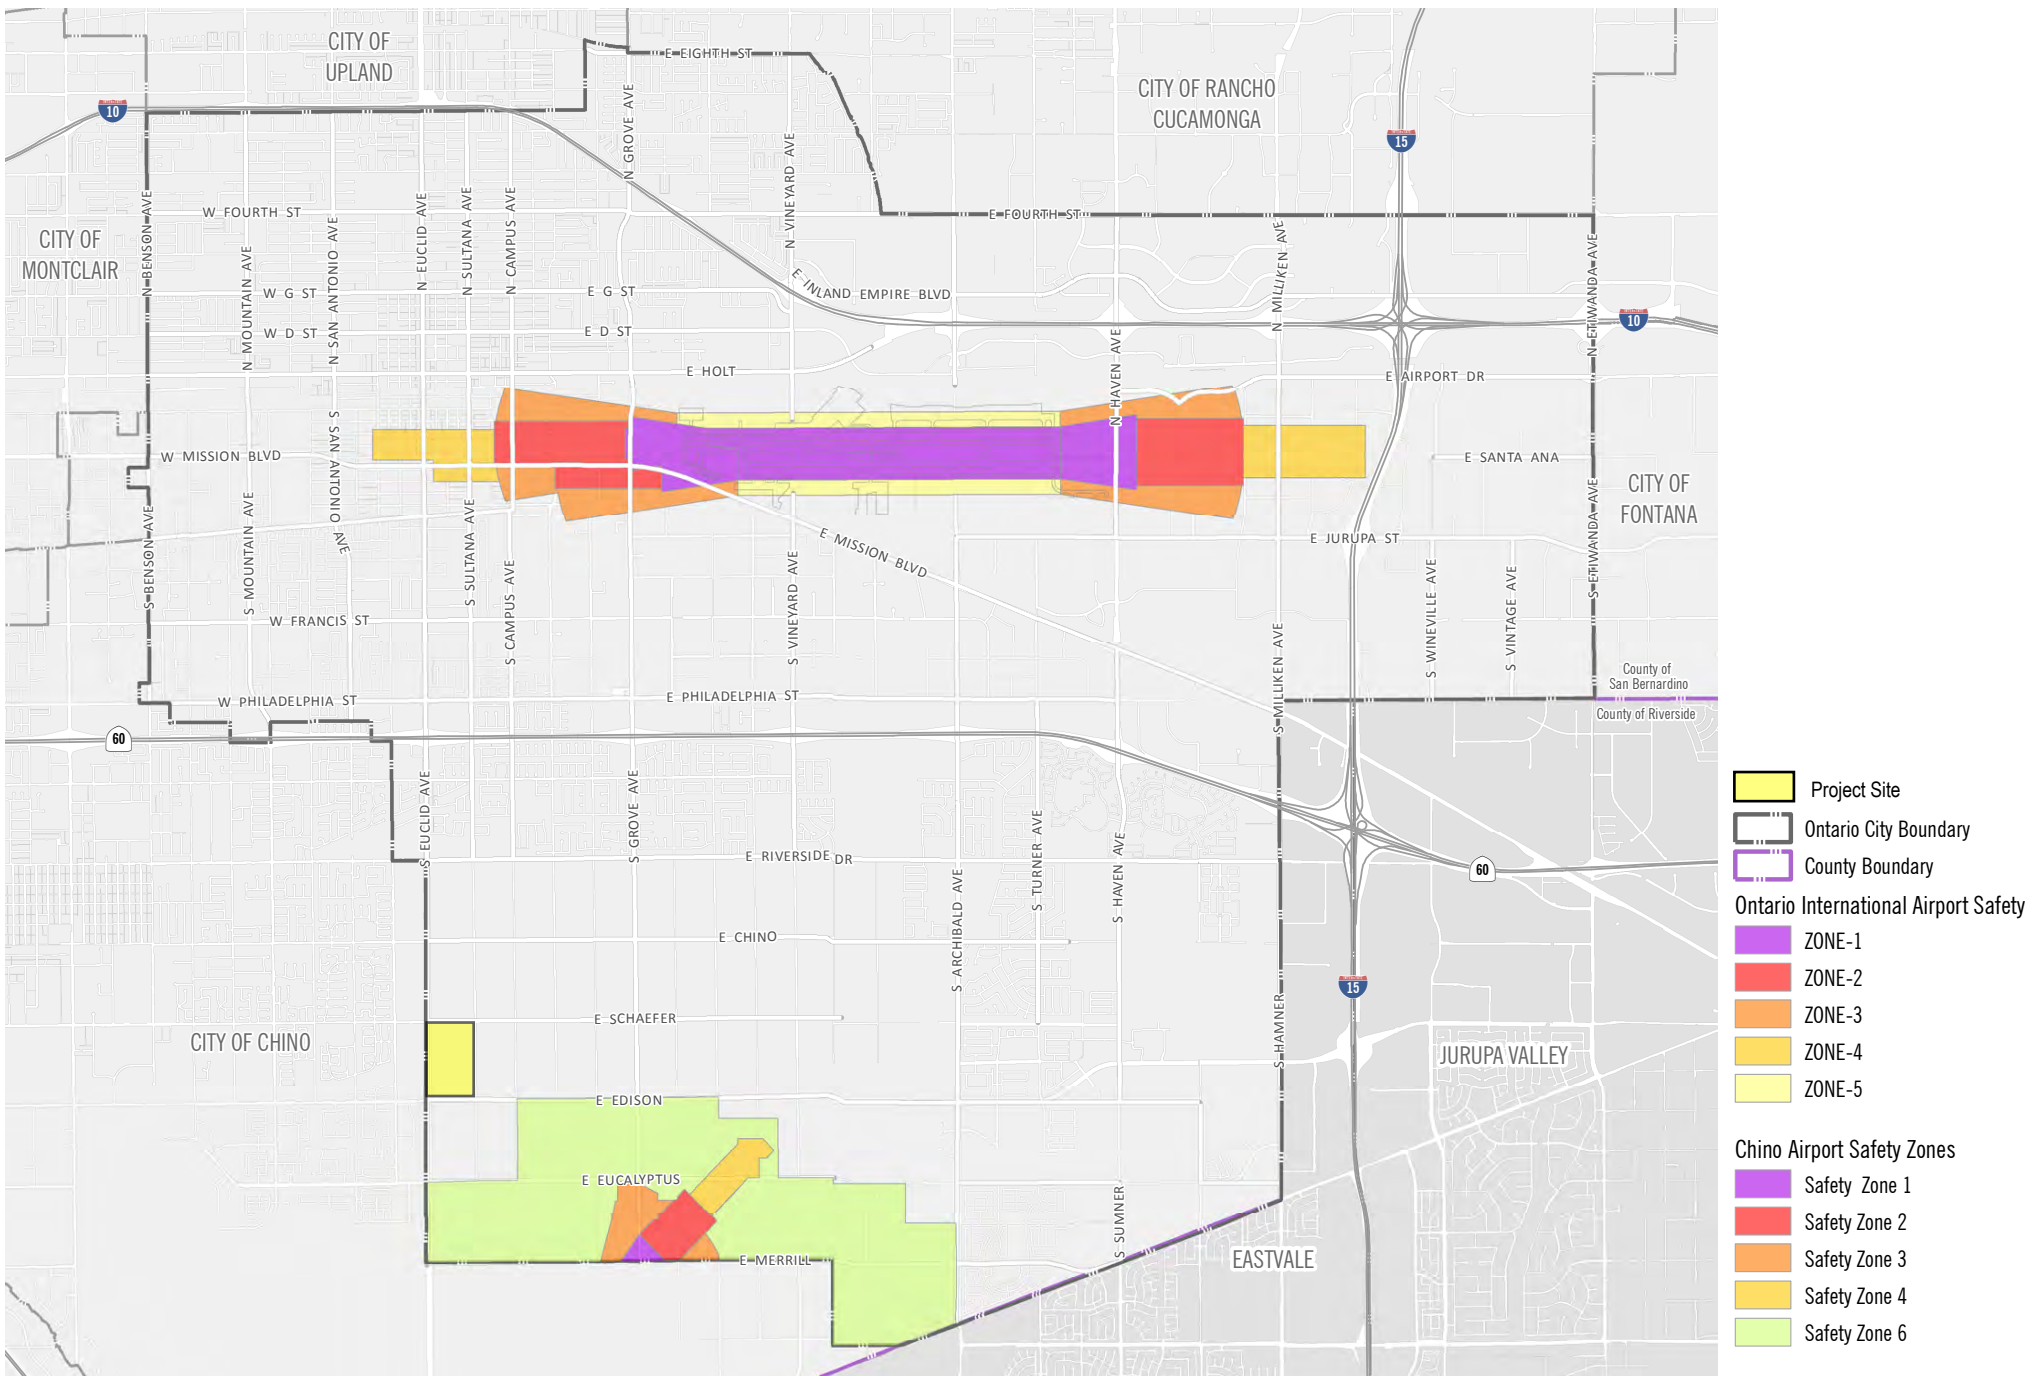 CITY OF
UPLAND
E EIGHTH ST
CITY OF RANCHO
CUCAMONGA
10
15
N GROVE AVE
N VINEYARD AVE
N BENSON AVE
W FOURTH ST
E FOURTH ST
CITY OF
MONTCLAIR
N MOUNTAIN AVE
N SAN ANTONIO AVE
N EUCLID AVE
N SULTANA AVE
N CAMPUS AVE
N MILLIKEN AVE
N ETIWANDA AVE
W G ST
E G ST
E INLAND EMPIRE BLVD
10
W D ST
E D ST
N HAVEN AVE
E HOLT
E AIRPORT DR
W MISSION BLVD
E SANTA ANA
CITY OF
FONTANA
S SAN ANTONIO AVE
S BENSON AVE
S MOUNTAIN AVE
S SULTANA AVE
S CAMPUS AVE
E MISSION BLVD
S VINEYARD AVE
E JURUPA ST
S ETIWANDA AVE
S WINEVILLE AVE
S VINTAGE AVE
W FRANCIS ST
S MILLIKEN AVE
County of
San Bernardino
County of Riverside
W PHILADELPHIA ST
E PHILADELPHIA ST
60
S EUCLID AVE
S GROVE AVE
S TURNER AVE
S HAVEN AVE
E RIVERSIDE DR
60
S ARCHIBALD AVE
E CHINO
15
S HAMNER
E SCHAEFER
CITY OF CHINO
JURUPA VALLEY
E EDISON
E EUCALYPTUS
S SUMNER
E MERRILL
EASTVALE
Project Site
Ontario City Boundary
County Boundary
Ontario International Airport Safety
ZONE-1
ZONE-2
ZONE-3
ZONE-4
ZONE-5
Chino Airport Safety Zones
Safety Zone 1
Safety Zone 2
Safety Zone 3
Safety Zone 4
Safety Zone 6